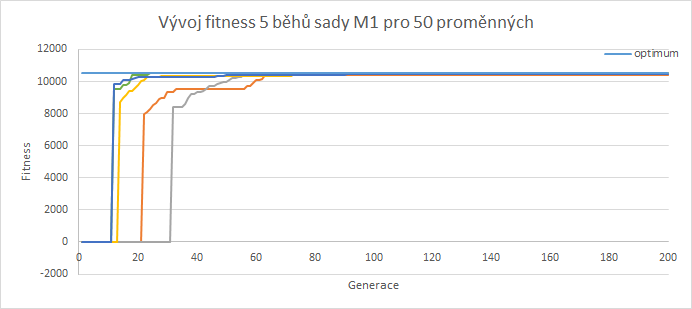 Vývoj fitness 5 běhů sady M1 pro 50 proměnných
12000
10000
8000
6000
4000
2000
0
-2000
Fitness
optimum
0 20 40 60 80 100 120 140 160 180 200
Generace